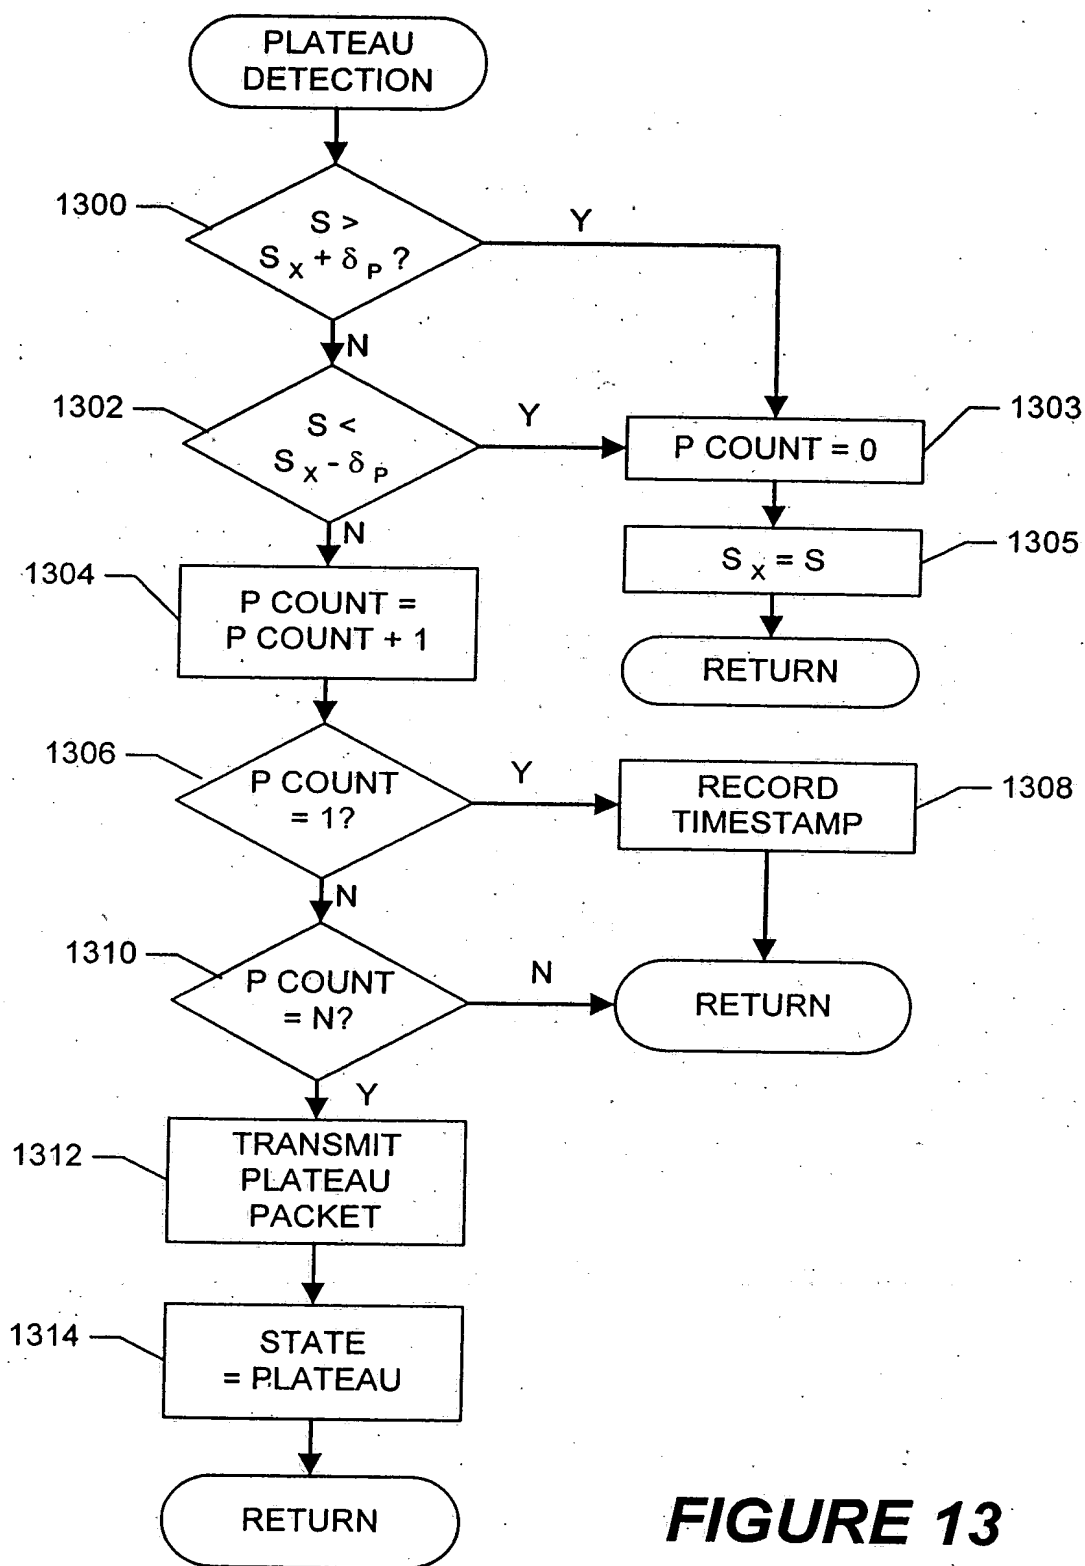 PLATEAU
DETECTION
1300
S >
S X + δ P ?
Y
N
1302
S <
S X - δ P
Y
P COUNT = 0
1303
N
S X = S
1305
1304
P COUNT =
P COUNT + 1
RETURN
1306
P COUNT
= 1?
Y
RECORD
TIMESTAMP
1308
N
1310
P COUNT
= N?
N
RETURN
Y
1312
TRANSMIT
PLATEAU
PACKET
1314
STATE
= PLATEAU
RETURN
FIGURE 13